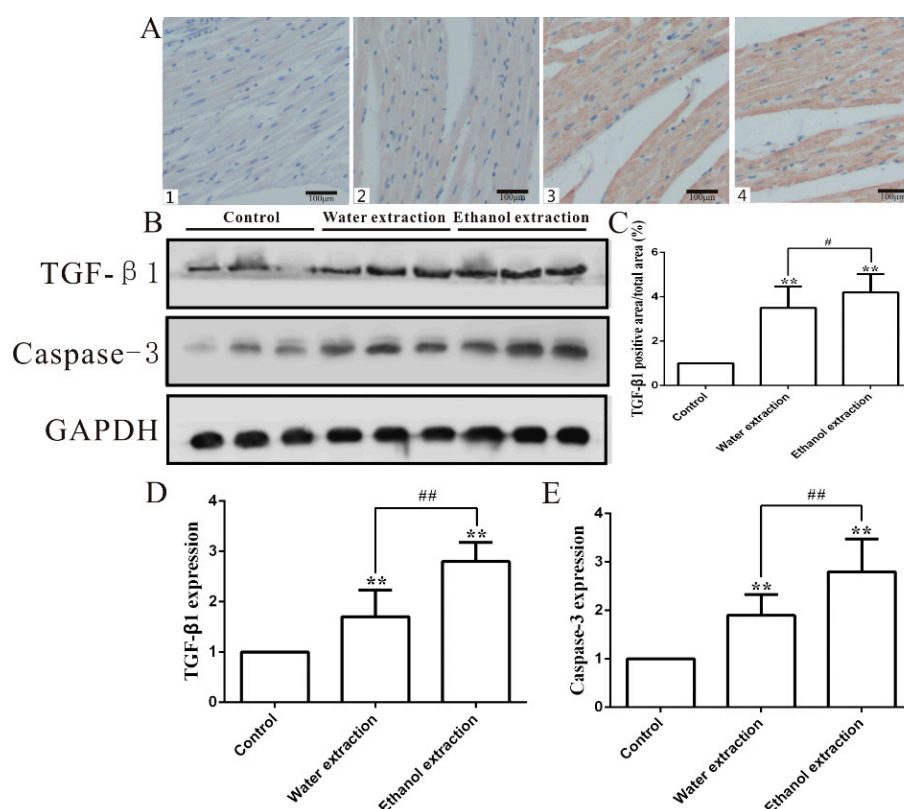 A
1
100μm
2
100μm
3
100μm
4
100μm
B
Control
Water extraction
Ethanol extraction
TGF-β1
Caspase-3
GAPDH
C
TGF-β1 positive area/total area (%)
6
4
2
0
#
**
**
Control
Water extraction
Ethanol extraction
D
TGF-β1 expression
4
3
2
1
0
##
**
**
Control
Water extraction
Ethanol extraction
E
Caspase-3 expression
4
3
2
1
0
##
**
**
Control
Water extraction
Ethanol extraction